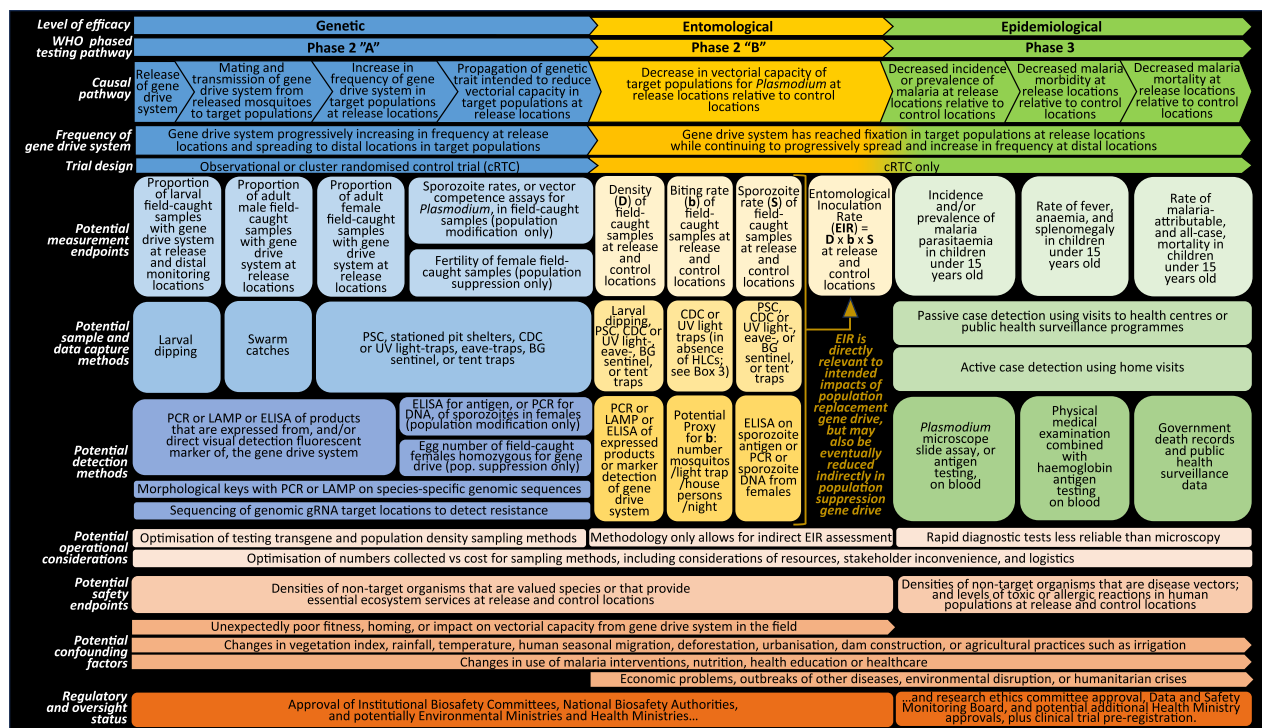 Level of efficacy
Genetic
Entomological
Epidemiological
WHO phased
testing pathway
Phase 2 ”A”
Phase 2 “B”
Phase 3
Causal
pathway
Release of
gene drive
system
Mating and
transmission of gene
drive system from
released mosquitoes
to target populations
Increase in
frequency of gene
drive system in
target populations
at release locations
Propagation of genetic
trait intended to reduce
vectorial capacity in
target populations at
release locations
Decrease in vectorial capacity of
target populations for Plasmodium at
release locations relative to control
locations
Decreased incidence
or prevalence of
malaria at release
locations relative to
control locations
Decreased malaria
morbidity at
release locations
relative to control
locations
Decreased malaria
mortality at
release locations
relative to control
locations
Frequency of
gene drive system
Gene drive system progressively increasing in frequency at release
locations and spreading to distal locations in target populations
Gene drive system has reached fixation in target populations at release locations
while continuing to progressively spread and increase in frequency at distal locations
Trial design
Observational or cluster randomised control trial (cRTC)
cRTC only
Potential
measurement
endpoints
Proportion
of larval
field-caught
samples with
gene drive
system at
release
and distal
monitoring
locations
Proportion
of adult
male field-
caught
samples
with gene
drive
system at
release
locations
Proportion
of adult
female field-
caught
samples
with gene
drive
system at
release
locations
Sporozoite rates, or vector
competence assays for
Plasmodium, in field-caught
samples (population
modification only)
Fertility of female field-
caught samples (population
suppression only)
Density
(D) of
field-
caught
samples
at release
and
control
locations
Biting rate
(b) of
field-
caught
samples at
release
and
control
locations
Sporozoite
rate (S) of
field-
caught
samples at
release
and
control
locations
Entomological
Inoculation
Rate
(EIR) =
D x b x S
at release
and
control
locations
Incidence
and/or
prevalence of
malaria
parasitaemia
in children
under 15
years old
Rate of fever,
anaemia, and
splenomegaly
in children
under 15
years old
Rate of
malaria-
attributable,
and all-case,
mortality in
children
under 15
years old
Potential
sample and
data capture
methods
Larval
dipping
Swarm
catches
PSC, stationed pit shelters, CDC
or UV light-traps, eave-traps, BG
sentinel, or tent traps
Larval
dipping,
PSC, CDC or
UV light-,
eave-, BG
sentinel,
or tent
traps
CDC or
UV light
traps (in
absence
of HLCs;
see Box 3)
PSC,
CDC or
UV light-,
eave-, or
BG
sentinel,
or tent
traps
EIR is
directly
relevant to
intended
impacts of
population
replacement
gene drive,
but may
also be
eventually
reduced
indirectly in
population
suppression
gene drive
Passive case detection using visits to health centres or
public health surveillance programmes
Active case detection using home visits
Potential
detection
methods
PCR or LAMP or ELISA of products
that are expressed from, and/or
direct visual detection fluorescent
marker of, the gene drive system
ELISA for antigen, or PCR for
DNA, of sporozoites in females
(population modification only)
Egg number of field-caught
females homozygous for gene
drive (pop. suppression only)
Morphological keys with PCR or LAMP on species-specific genomic sequences
Sequencing of genomic gRNA target locations to detect resistance
PCR or
LAMP or
ELISA of
expressed
products
or marker
detection
of gene
drive
system
Potential
Proxy
for b:
number
mosquitos
/light trap
/house
persons
/night
ELISA on
sporozoite
antigen or
PCR or
sporozoite
DNA from
females
Plasmodium
microscope
slide assay, or
antigen
testing,
on blood
Physical
medical
examination
combined
with
haemoglobin
antigen
testing
on blood
Government
death records
and public
health
surveillance
data
Potential
operational
considerations
Optimisation of testing transgene and population density sampling methods
Methodology only allows for indirect EIR assessment
Rapid diagnostic tests less reliable than microscopy
Optimisation of numbers collected vs cost for sampling methods, including considerations of resources, stakeholder inconvenience, and logistics
Potential
safety
endpoints
Densities of non-target organisms that are valued species or that provide
essential ecosystem services at release and control locations
Densities of non-target organisms that are disease vectors;
and levels of toxic or allergic reactions in human
populations at release and control locations
Potential
confounding
factors
Unexpectedly poor fitness, homing, or impact on vectorial capacity from gene drive system in the field
Changes in vegetation index, rainfall, temperature, human seasonal migration, deforestation, urbanisation, dam construction, or agricultural practices such as irrigation
Changes in use of malaria interventions, nutrition, health education or healthcare
Economic problems, outbreaks of other diseases, environmental disruption, or humanitarian crises
Regulatory
and oversight
status
Approval of Institutional Biosafety Committees, National Biosafety Authorities,
and potentially Environmental Ministries and Health Ministries...
...and research ethics committee approval, Data and Safety
Monitoring Board, and potential additional Health Ministry
approvals, plus clinical trial pre-registration.